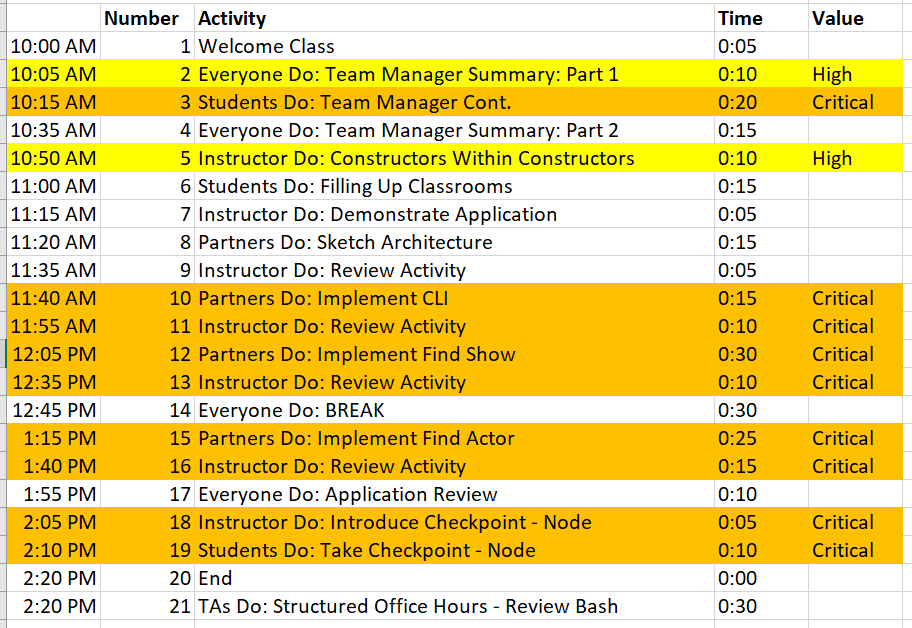 Number Activity Time Value
10:00 AM 1 Welcome Class 0:05
10:05 AM 2 Everyone Do: Team Manager Summary: Part 1 0:10 High
10:15 AM 3 Students Do: Team Manager Cont. 0:20 Critical
10:35 AM 4 Everyone Do: Team Manager Summary: Part 2 0:15
10:50 AM 5 Instructor Do: Constructors Within Constructors 0:10 High
11:00 AM 6 Students Do: Filling Up Classrooms 0:15
11:15 AM 7 Instructor Do: Demonstrate Application 0:05
11:20 AM 8 Partners Do: Sketch Architecture 0:15
11:35 AM 9 Instructor Do: Review Activity 0:05
11:40 AM 10 Partners Do: Implement CLI 0:15 Critical
11:55 AM 11 Instructor Do: Review Activity 0:10 Critical
12:05 PM 12 Partners Do: Implement Find Show 0:30 Critical
12:35 PM 13 Instructor Do: Review Activity 0:10 Critical
12:45 PM 14 Everyone Do: BREAK 0:30
1:15 PM 15 Partners Do: Implement Find Actor 0:25 Critical
1:40 PM 16 Instructor Do: Review Activity 0:15 Critical
1:55 PM 17 Everyone Do: Application Review 0:10
2:05 PM 18 Instructor Do: Introduce Checkpoint - Node 0:05 Critical
2:10 PM 19 Students Do: Take Checkpoint - Node 0:10 Critical
2:20 PM 20 End 0:00
2:20 PM 21 TAs Do: Structured Office Hours - Review Bash 0:30